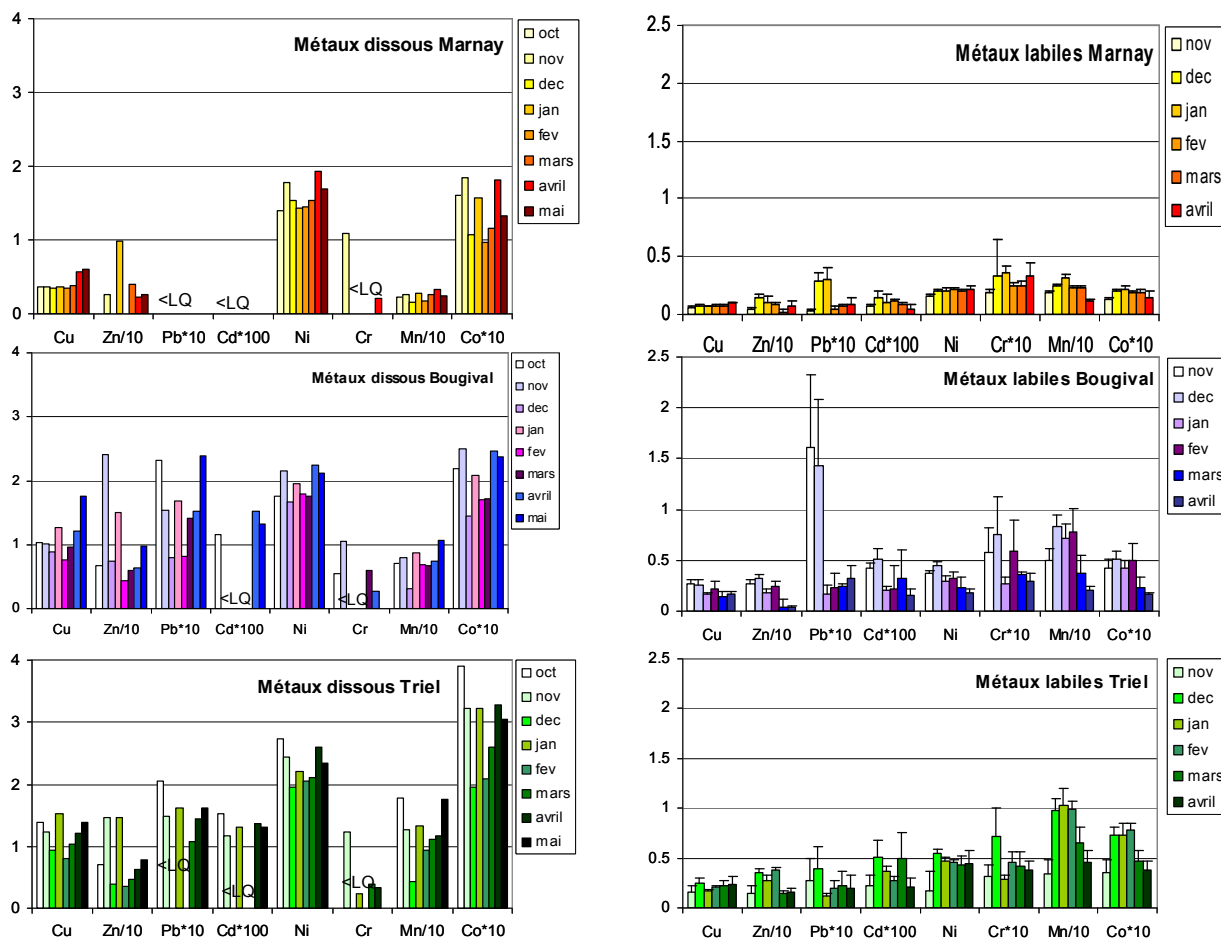 Métaux dissous Marnay
4
3
2
1
0
<LQ
<LQ
<LQ
Cu Zn/10 Pb*10 Cd*100 Ni Cr Mn/10 Co*10
oct
nov
dec
jan
fev
mars
avril
mai
Métaux labiles Marnay
2.5
2
1.5
1
0.5
0
Cu Zn/10 Pb*10 Cd*100 Ni Cr*10 Mn/10 Co*10
nov
dec
jan
fev
mars
avril
Métaux dissous Bougival
4
3
2
1
0
<LQ
<LQ
Cu Zn/10 Pb*10 Cd*100 Ni Cr Mn/10 Co*10
oct
nov
dec
jan
fev
mars
avril
mai
Métaux labiles Bougival
2.5
2
1.5
1
0.5
0
Cu Zn/10 Pb*10 Cd*100 Ni Cr*10 Mn/10 Co*10
nov
dec
jan
fev
mars
avril
Métaux dissous Triel
4
3
2
1
0
<LQ
<LQ
<LQ
Cu Zn/10 Pb*10 Cd*100 Ni Cr Mn/10 Co*10
oct
nov
dec
jan
fev
mars
avril
mai
Métaux labiles Triel
2.5
2
1.5
1
0.5
0
Cu Zn/10 Pb*10 Cd*100 Ni Cr*10 Mn/10 Co*10
nov
dec
jan
fev
mars
avril